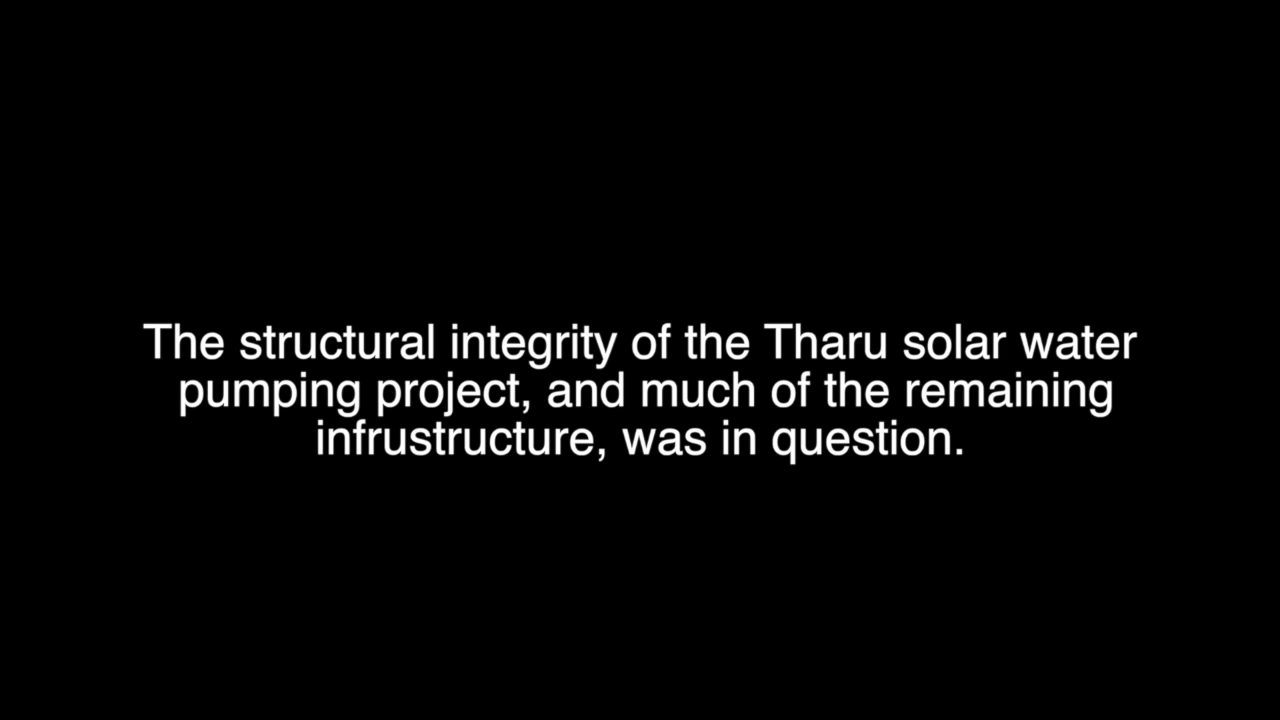 The structural integrity of the Tharu solar water
pumping project, and much of the remaining
infrustructure, was in question.